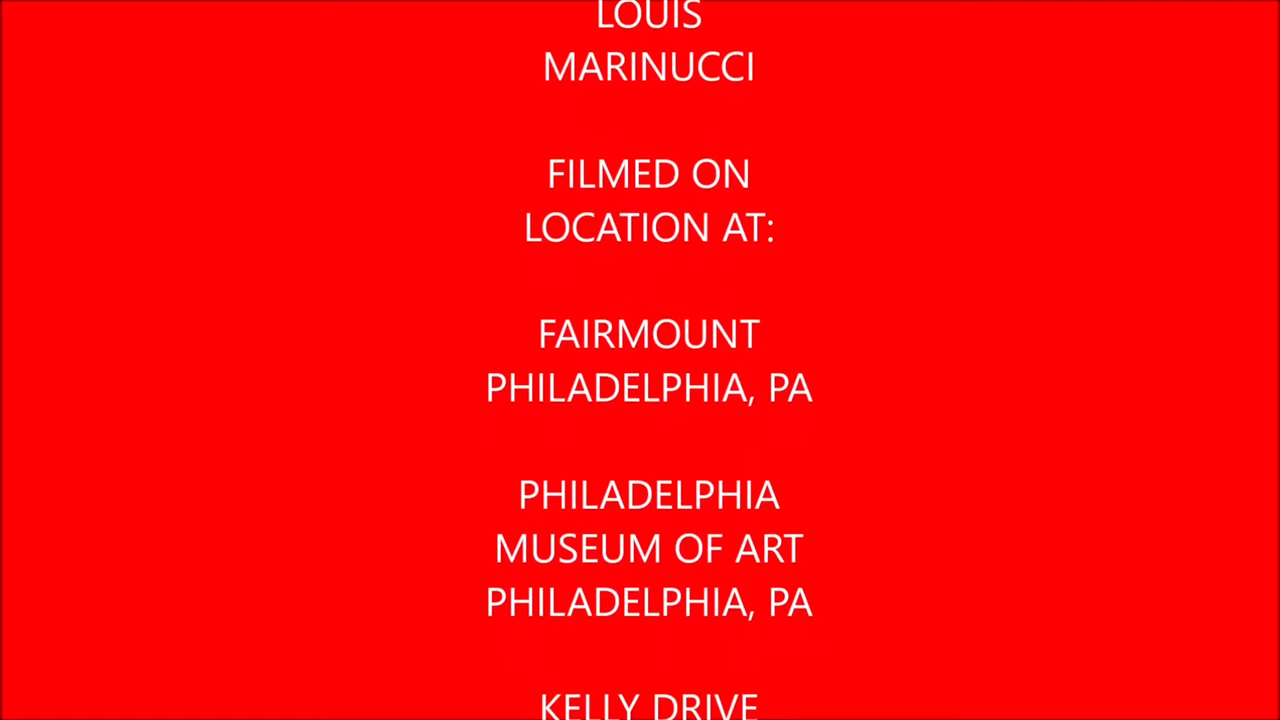 LOUIS
MARINUCCI
FILMED ON
LOCATION AT:
FAIRMOUNT
PHILADELPHIA, PA
PHILADELPHIA
MUSEUM OF ART
PHILADELPHIA, PA
KELLY DRIVE